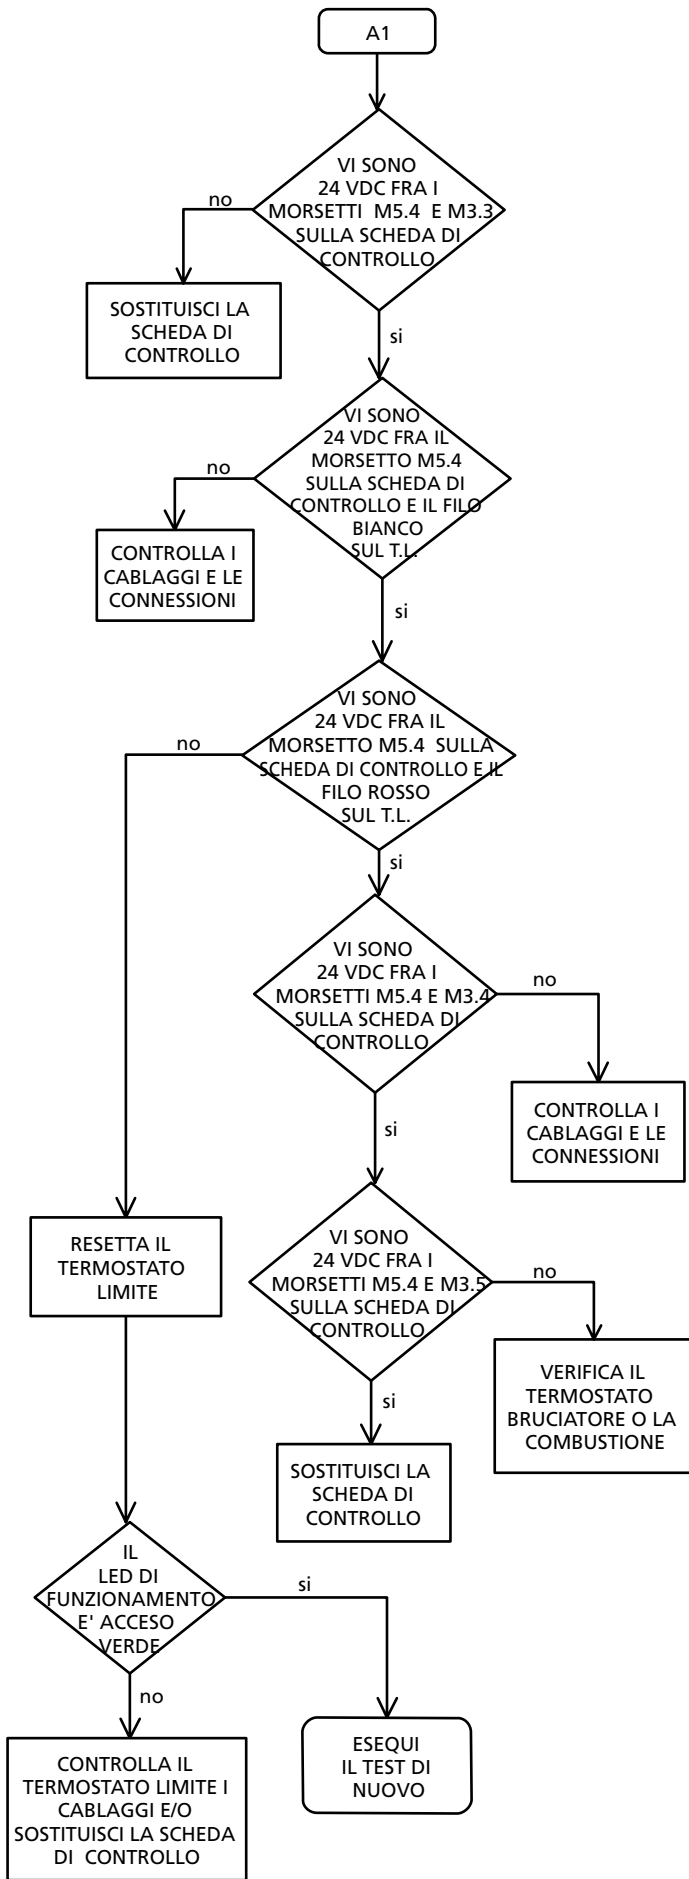 A1
VI SONO
24 VDC FRA I
MORSETTI M5.4 E M3.3
SULLA SCHEDA DI
CONTROLLO
no
SOSTITUISCI LA
SCHEDA DI
CONTROLLO
si
VI SONO
24 VDC FRA IL
MORSETTO M5.4
SULLA SCHEDA DI
CONTROLLO E IL FILO
BIANCO
SUL T.L.
no
CONTROLLA I
CABLAGGI E LE
CONNESSIONI
si
VI SONO
24 VDC FRA IL
MORSETTO M5.4 SULLA
SCHEDA DI CONTROLLO E IL
FILO ROSSO
SUL T.L.
no
si
VI SONO
24 VDC FRA I
MORSETTI M5.4 E M3.4
SULLA SCHEDA DI
CONTROLLO
no
CONTROLLA I
CABLAGGI E LE
CONNESSIONI
si
VI SONO
24 VDC FRA I
MORSETTI M5.4 E M3.5
SULLA SCHEDA DI
CONTROLLO
no
VERIFICA IL
TERMOSTATO
BRUCIATORE O LA
COMBUSTIONE
si
SOSTITUISCI LA
SCHEDA DI
CONTROLLO
RESETTA IL
TERMOSTATO
LIMITE
IL
LED DI
FUNZIONAMENTO
E' ACCESO
VERDE
si
no
ESEQUI
IL TEST DI
NUOVO
CONTROLLA IL
TERMOSTATO LIMITE I
CABLAGGI E/O
SOSTITUISCI LA SCHEDA
DI CONTROLLO